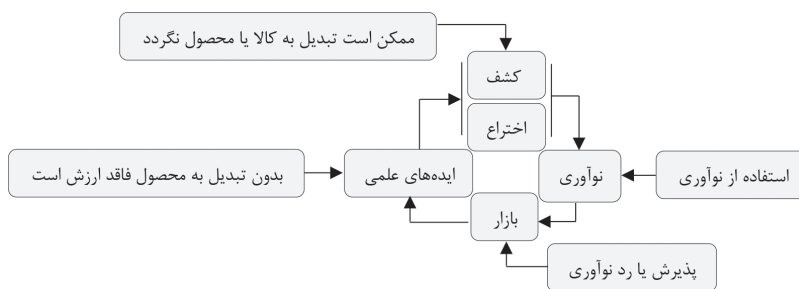 ممکن است تبدیل به کالا یا محصول نگردد
کشف
اختراع
بدون تبدیل به محصول فاقد ارزش است
ایده‌های علمی
نوآوری
استفاده از نوآوری
بازار
پذیرش یا رد نوآوری